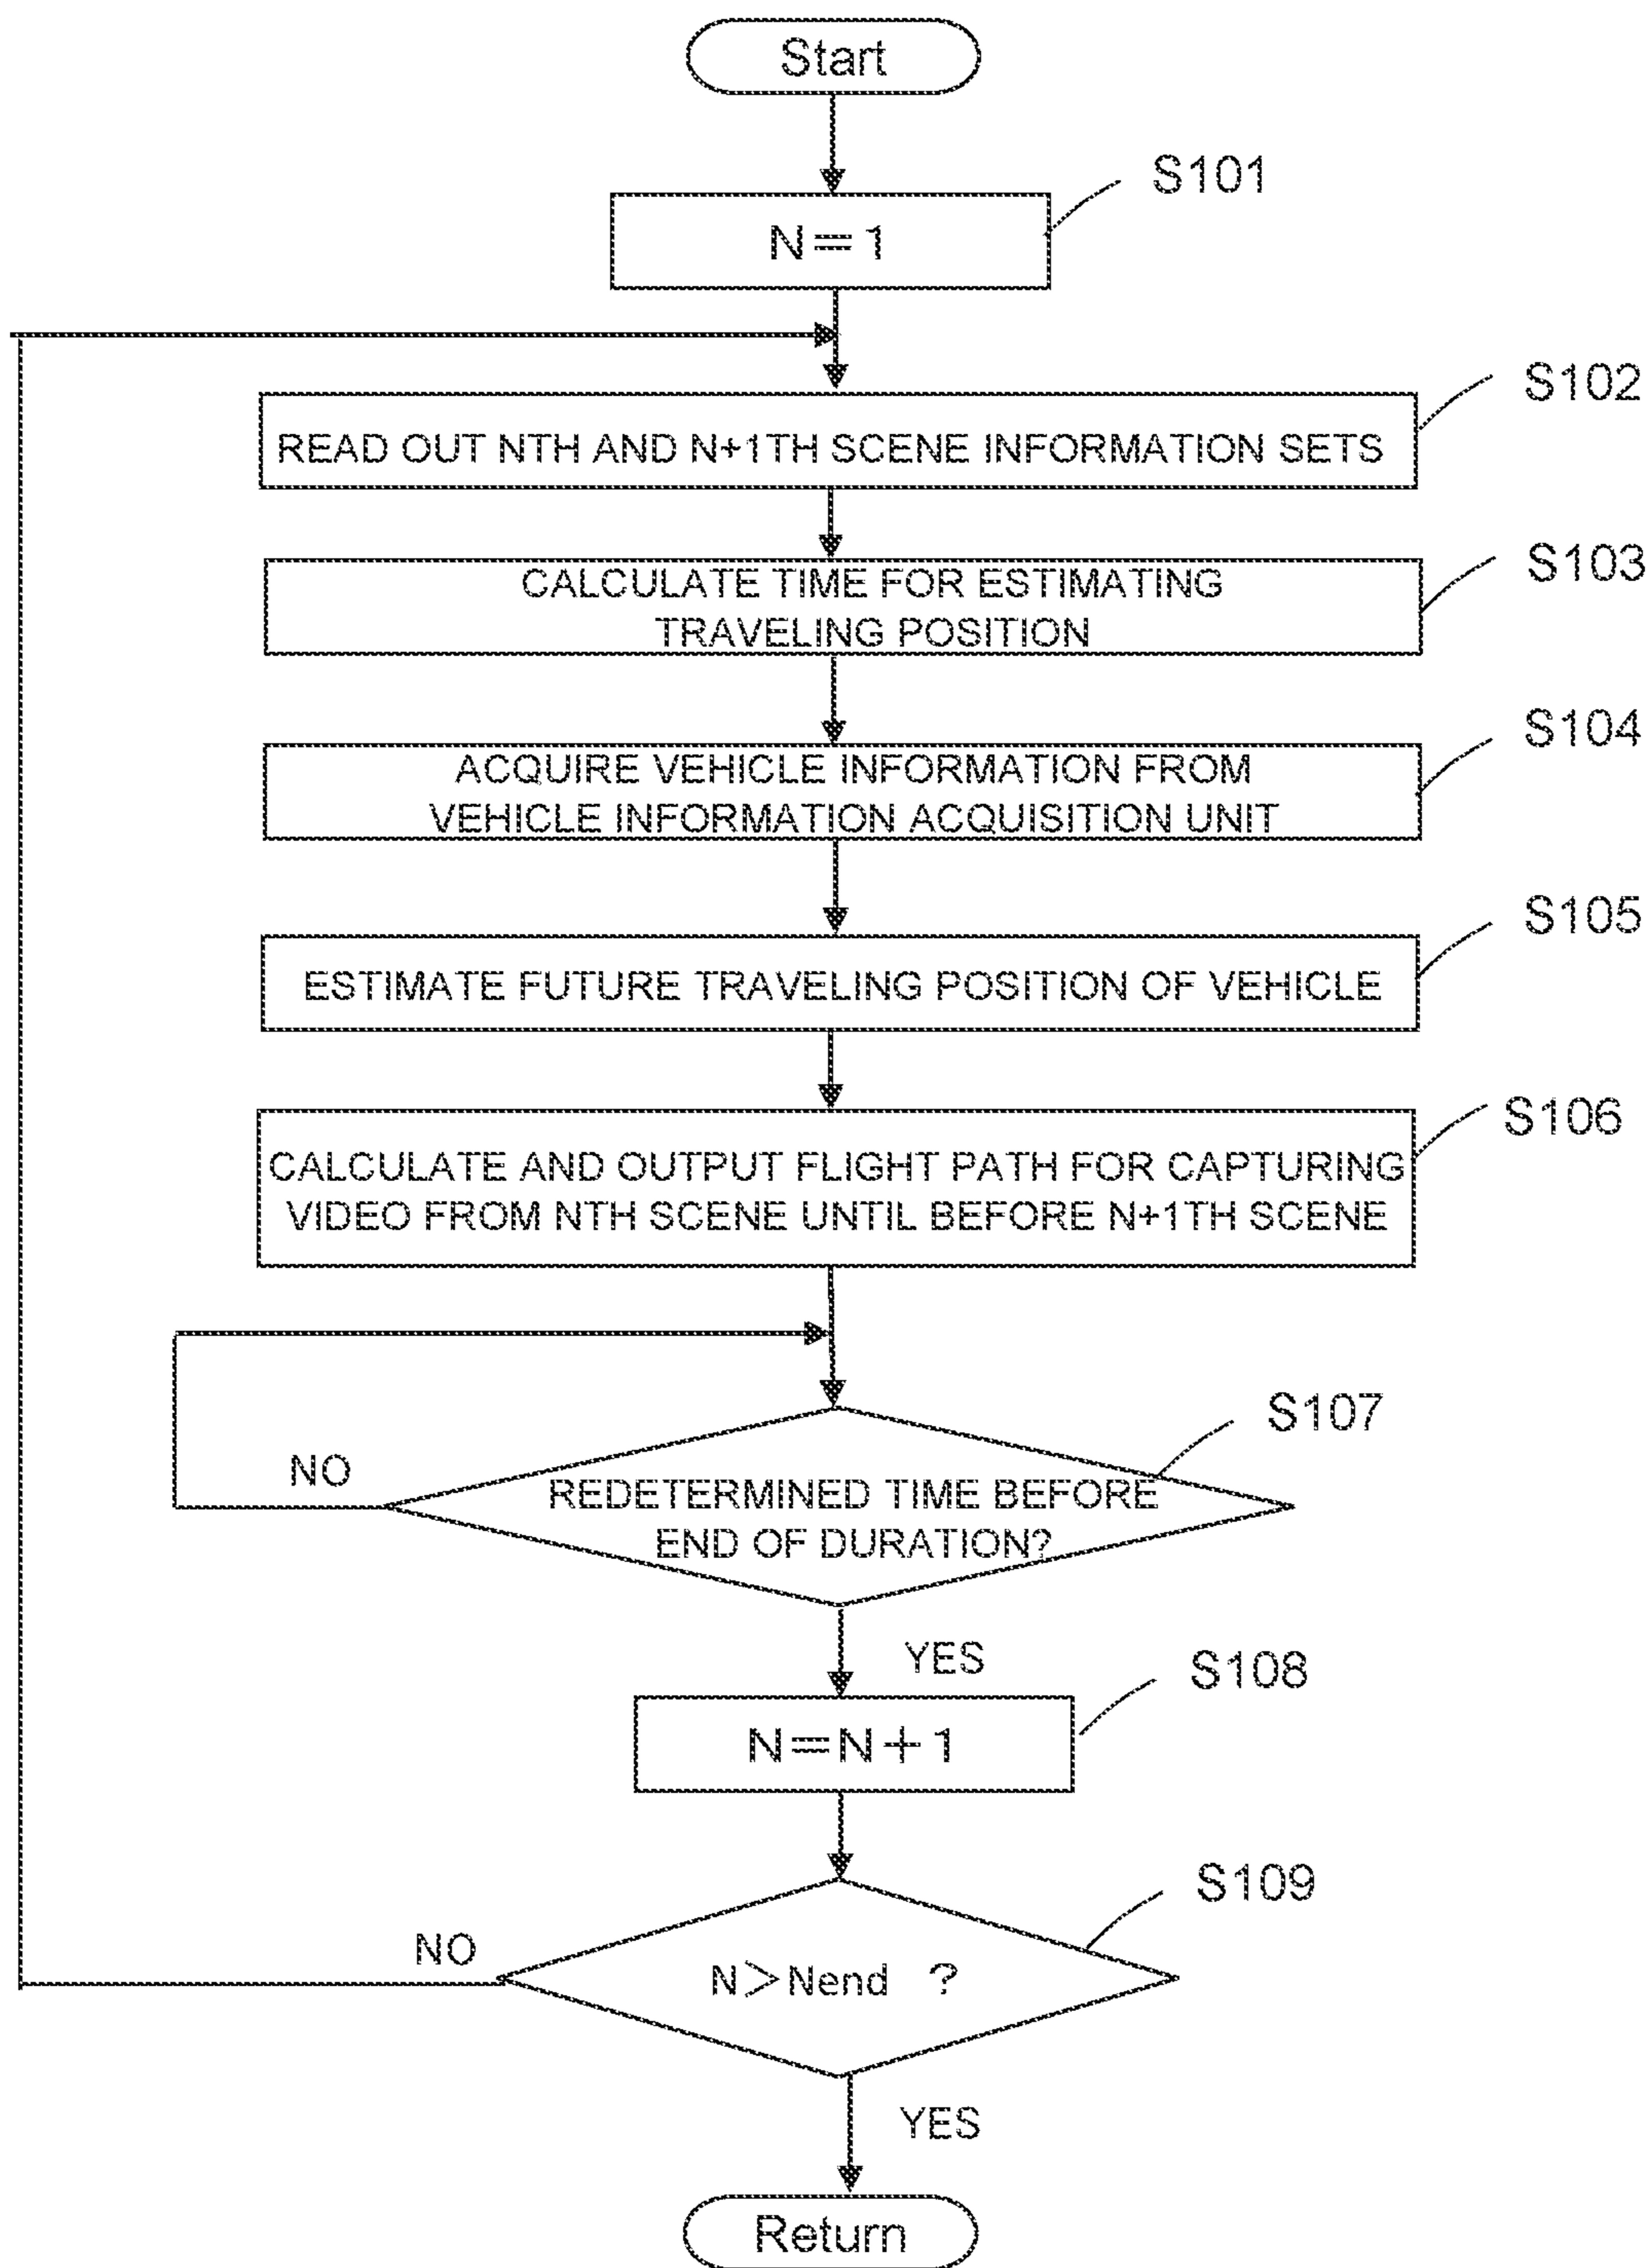 Start
S101
N=1
S102
READ OUT NTH AND N+1TH SCENE INFORMATION SETS
S103
CALCULATE TIME FOR ESTIMATING
TRAVELING POSITION
S104
ACQUIRE VEHICLE INFORMATION FROM
VEHICLE INFORMATION ACQUISITION UNIT
S105
ESTIMATE FUTURE TRAVELING POSITION OF VEHICLE
S106
CALCULATE AND OUTPUT FLIGHT PATH FOR CAPTURING
VIDEO FROM NTH SCENE UNTIL BEFORE N+1TH SCENE
S107
NO
REDETERMINED TIME BEFORE
END OF DURATION?
YES
S108
N=N+1
S109
NO
N>Nend ?
YES
Return